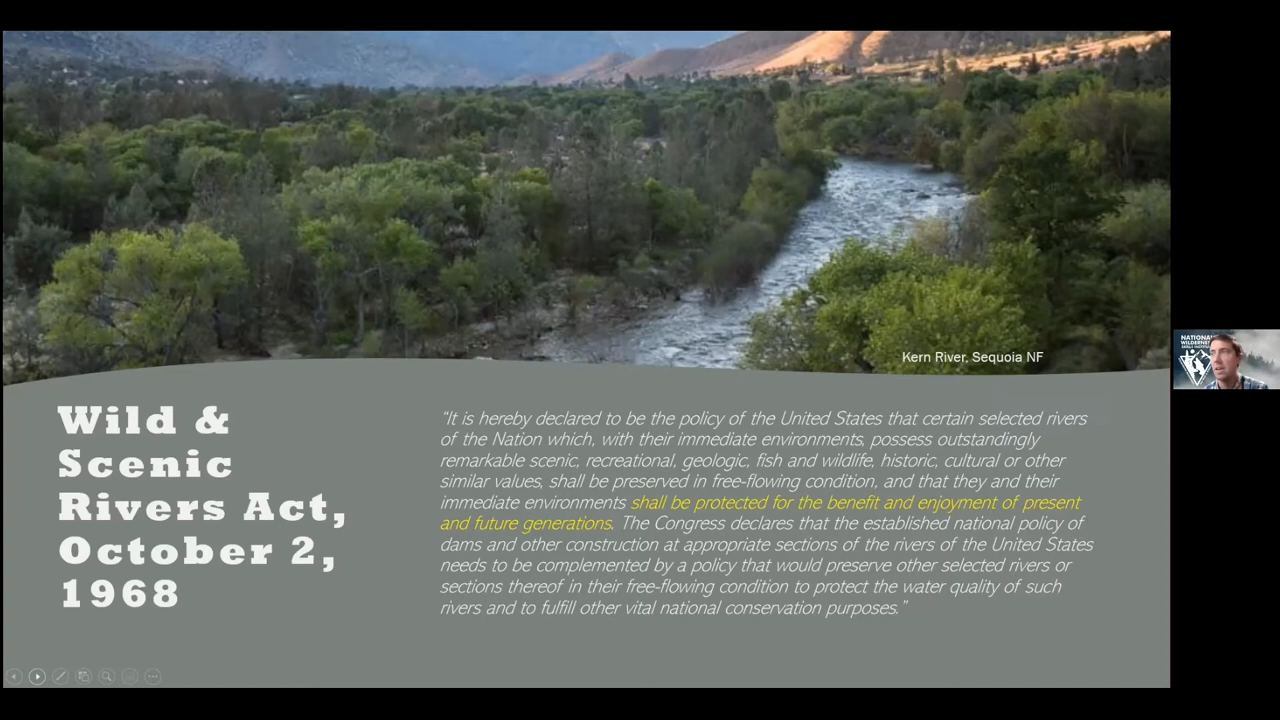 Kern River, Sequoia NF
NATIONAL
WILDERNESS
Wild &
Scenic
Rivers Act,
October 2,
1968
“It is hereby declared to be the policy of the United States that certain selected rivers
of the Nation which, with their immediate environments, possess outstandingly
remarkable scenic, recreational, geologic, fish and wildlife, historic, cultural or other
similar values, shall be preserved in free-flowing condition, and that they and their
immediate environments shall be protected for the benefit and enjoyment of present
and future generations. The Congress declares that the established national policy of
dams and other construction at appropriate sections of the rivers of the United States
needs to be complemented by a policy that would preserve other selected rivers or
sections thereof in their free-flowing condition to protect the water quality of such
rivers and to fulfill other vital national conservation purposes.”